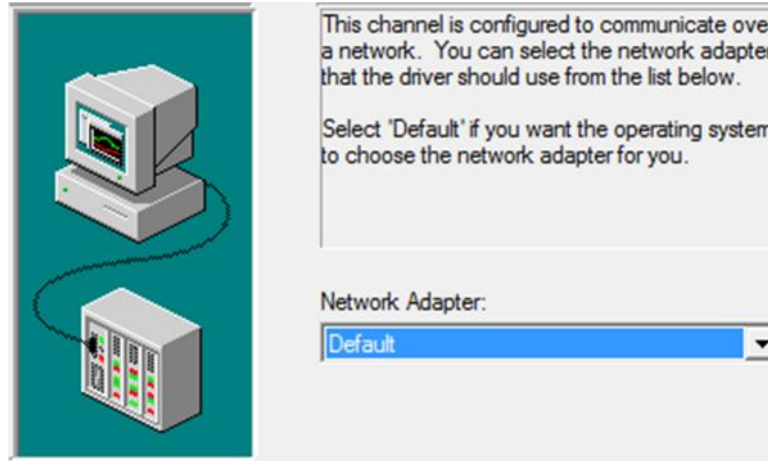 This channel is configured to communicate ove
a network. You can select the network adapter
that the driver should use from the list below.
Select 'Default' if you want the operating system
to choose the network adapter for you.
Network Adapter:
Default